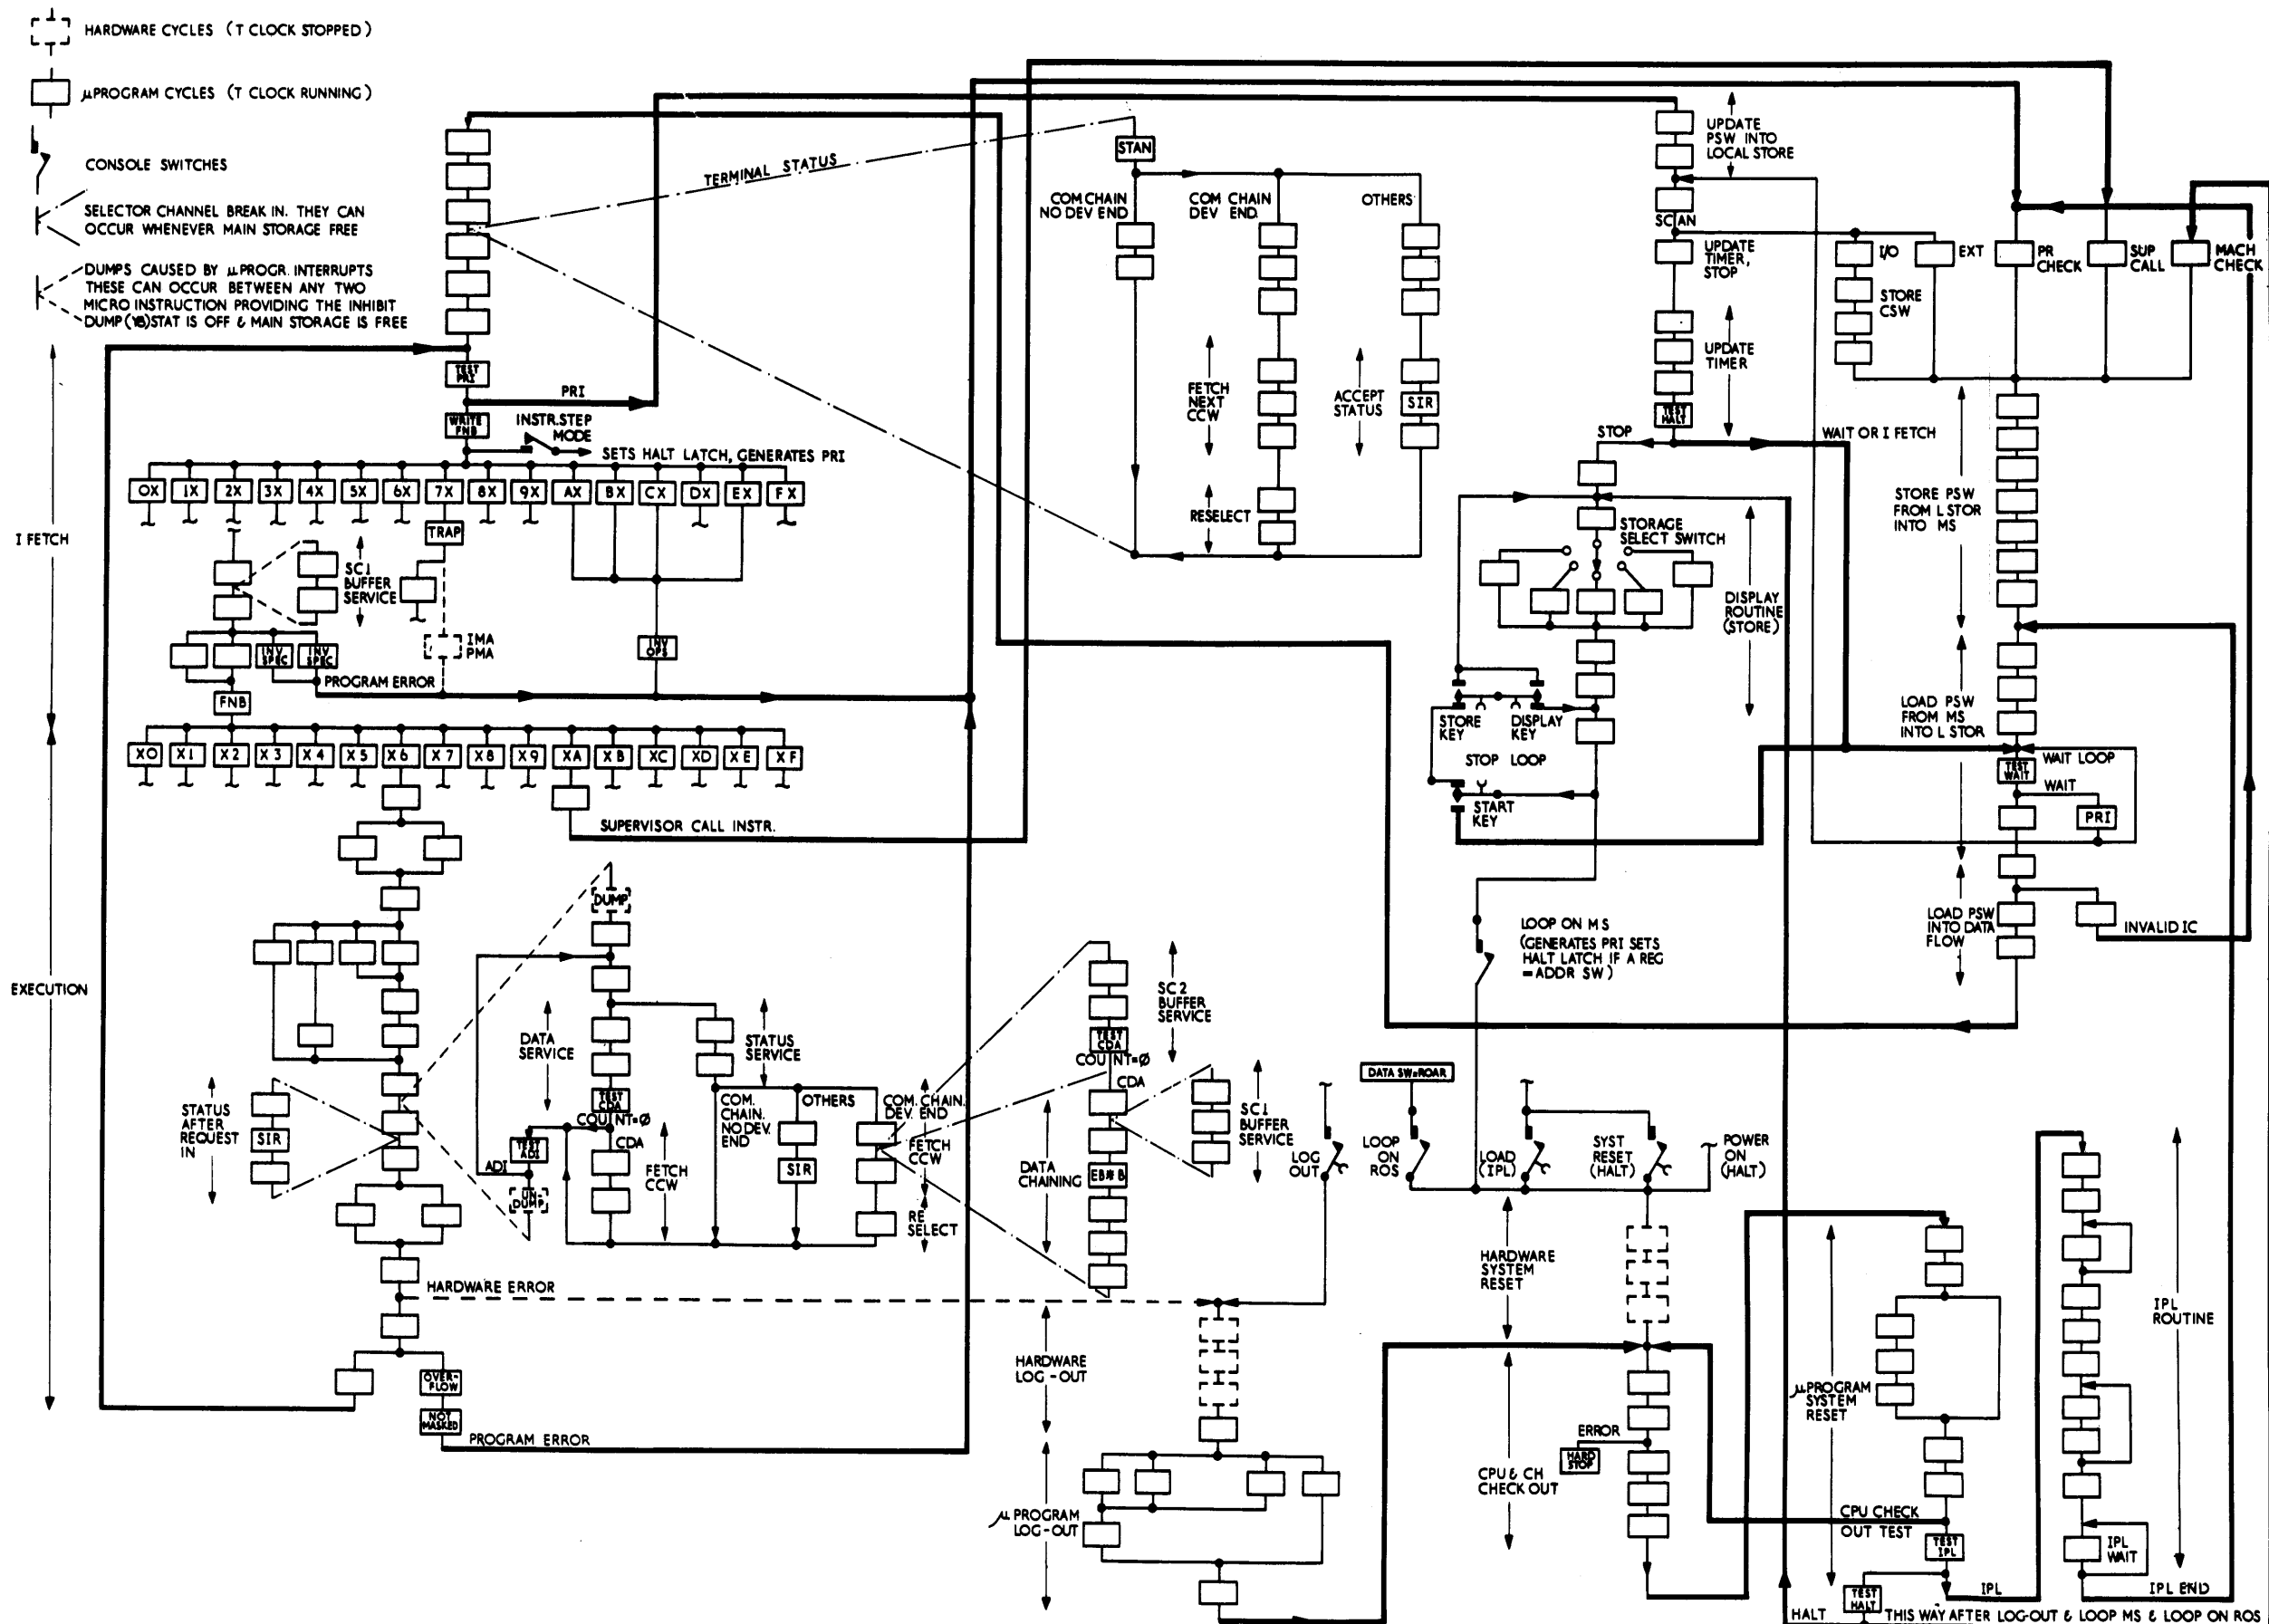 HARDWARE CYCLES (T CLOCK STOPPED)
µPROGRAM CYCLES (T CLOCK RUNNING)
CONSOLE SWITCHES
SELECTOR CHANNEL BREAK IN. THEY CAN
OCCUR WHENEVER MAIN STORAGE FREE
DUMPS CAUSED BY µPROGR. INTERRUPTS
THESE CAN OCCUR BETWEEN ANY TWO
MICRO INSTRUCTION PROVIDING THE INHIBIT
DUMP (YB) STAT IS OFF & MAIN STORAGE IS FREE
I FETCH
EXECUTION
TEST
PRI
PRI
WRITE
FNB
INSTR.STEP
MODE
SETS HALT LATCH, GENERATES PRI
OX
IX
2X
3X
4X
5X
6X
7X
8X
9X
AX
BX
CX
DX
EX
FX
TRAP
SC1
BUFFER
SERVICE
IMA
PMA
INV
OPS
INV
SPEC
INV
SPEC
PROGRAM ERROR
FNB
XO
X1
X2
X3
X4
X5
X6
X7
X8
X9
XA
XB
XC
XD
XE
XF
SUPERVISOR CALL INSTR.
TERMINAL STATUS
STAN
COM CHAIN
NO DEV END
COM CHAIN
DEV END.
OTHERS
FETCH
NEXT
CCW
ACCEPT
STATUS
SIR
RESELECT
UPDATE
PSW INTO
LOCAL STORE
SCAN
UPDATE
TIMER,
STOP
UPDATE
TIMER
TEST
HALT
STOP
WAIT OR I FETCH
I/O
EXT
PR
CHECK
SUP
CALL
MACH
CHECK
STORE
CSW
STORE PSW
FROM L STOR
INTO MS
LOAD PSW
FROM MS
INTO L STOR
STORAGE
SELECT SWITCH
DISPLAY
ROUTINE
(STORE)
STORE
KEY
DISPLAY
KEY
STOP LOOP
START
KEY
TEST
WAIT
WAIT LOOP
WAIT
PRI
LOAD PSW
INTO DATA
FLOW
INVALID IC
LOOP ON MS
(GENERATES PRI SETS
HALT LATCH IF A REG
=ADDR SW)
DUMP
DATA
SERVICE
STATUS
SERVICE
TEST
CDA
COUNT=Ø
CDA
TEST
ADI
ADI
UN-
DUMP
FETCH
CCW
COM.
CHAIN.
NO DEV.
END
OTHERS
SIR
COM. CHAIN.
DEV. END
FETCH
CCW
RE
SELECT
STATUS
AFTER
REQUEST
IN
SIR
SC2
BUFFER
SERVICE
TEST
CDA
COUNT=Ø
CDA
DATA
CHAINING
EB*B
SC1
BUFFER
SERVICE
LOG
OUT
DATA SW=ROAR
LOOP
ON
ROS
LOAD
(IPL)
SYST
RESET
(HALT)
POWER
ON
(HALT)
HARDWARE ERROR
OVER-
FLOW
NOT
MASKED
PROGRAM ERROR
HARDWARE
LOG-OUT
µPROGRAM
LOG-OUT
HARDWARE
SYSTEM
RESET
ERROR
HARD
STOP
CPU & CH
CHECK OUT
µPROGRAM
SYSTEM
RESET
CPU CHECK
OUT TEST
TEST
IPL
IPL
TEST
HALT
HALT
THIS WAY AFTER LOG-OUT & LOOP MS & LOOP ON ROS
IPL
ROUTINE
IPL
WAIT
IPL END